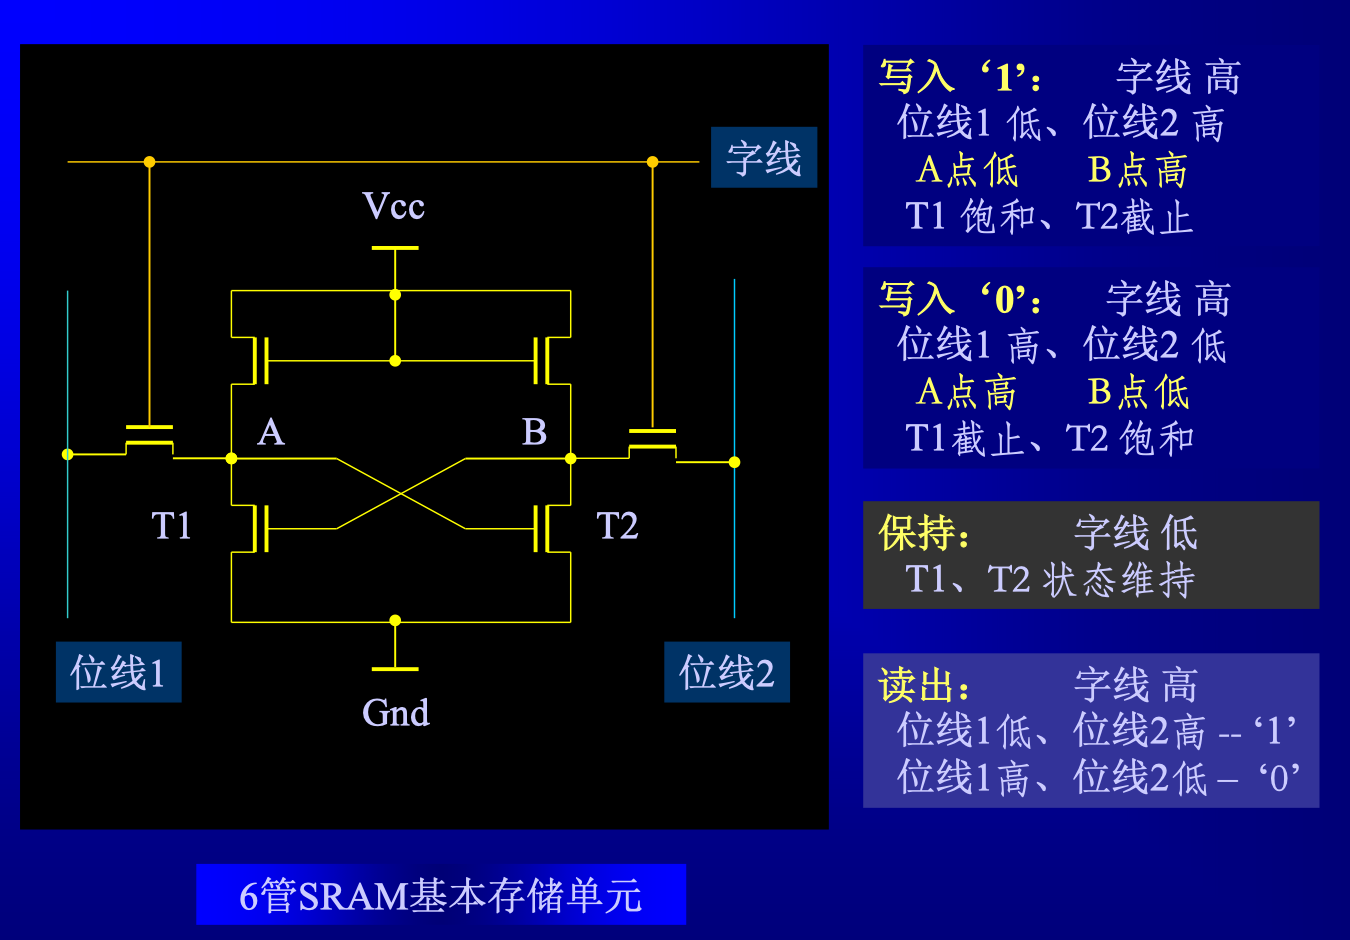 字线
Vcc
A
B
T1
T2
位线1
位线2
Gnd
6管SRAM基本存储单元
写入‘1’： 字线 高
位线1 低、位线2 高
A点低 B点高
T1 饱和、T2截止
写入‘0’： 字线 高
位线1 高、位线2 低
A点高 B点低
T1截止、T2 饱和
保持： 字线 低
T1、T2 状态维持
读出： 字线 高
位线1低、位线2高 -- ‘1’
位线1高、位线2低 – ‘0’